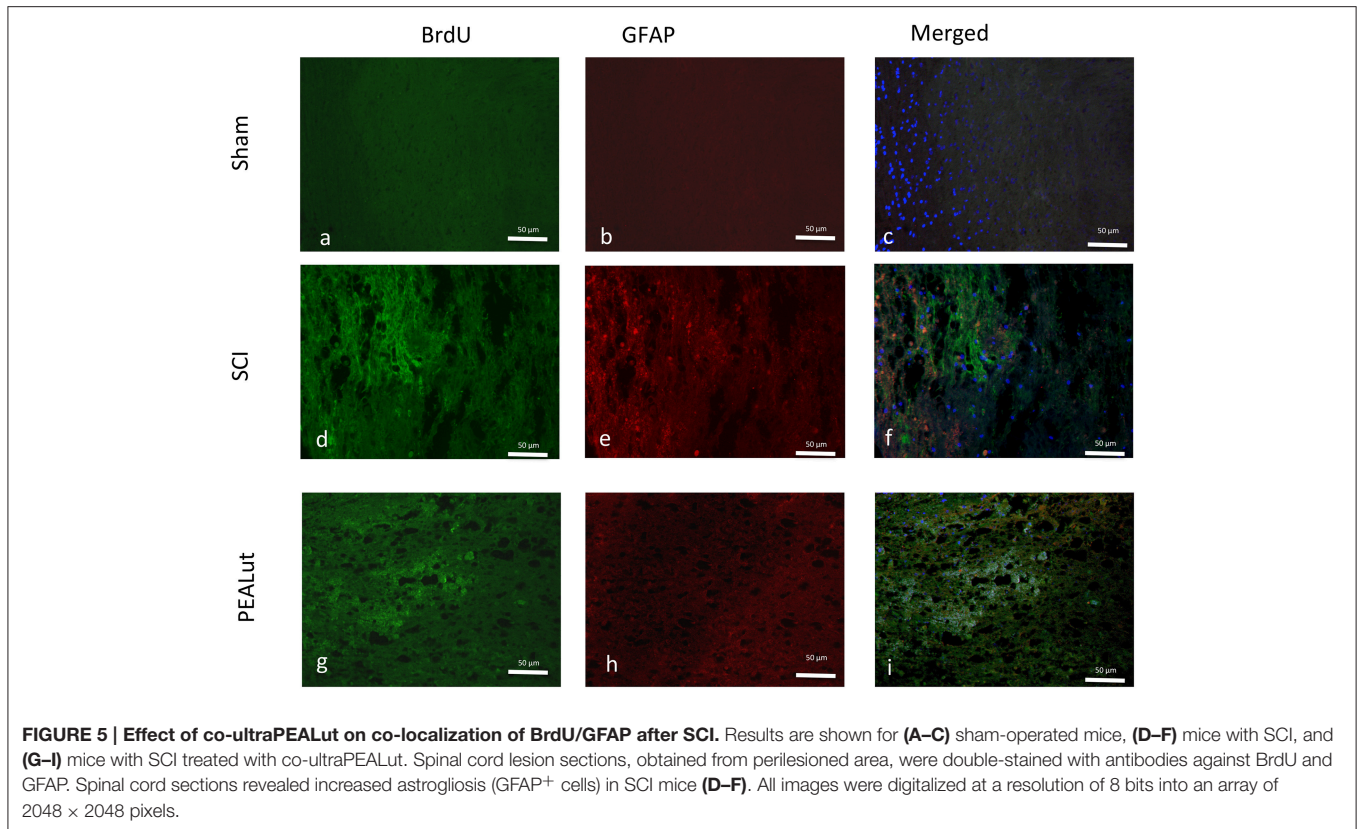 BrdU GFAP Merged
Sham
50 µm 50 µm 50 µm
a b c
SCI
50 µm 50 µm 50 µm
d e f
PEALut
50 µm 50 µm 50 µm
g h i
FIGURE 5 | Effect of co-ultraPEALut on co-localization of BrdU/GFAP after SCI. Results are shown for (A–C) sham-operated mice, (D–F) mice with SCI, and
(G–I) mice with SCI treated with co-ultraPEALut. Spinal cord lesion sections, obtained from perilesioned area, were double-stained with antibodies against BrdU and
GFAP. Spinal cord sections revealed increased astrogliosis (GFAP+ cells) in SCI mice (D–F). All images were digitalized at a resolution of 8 bits into an array of
2048 × 2048 pixels.